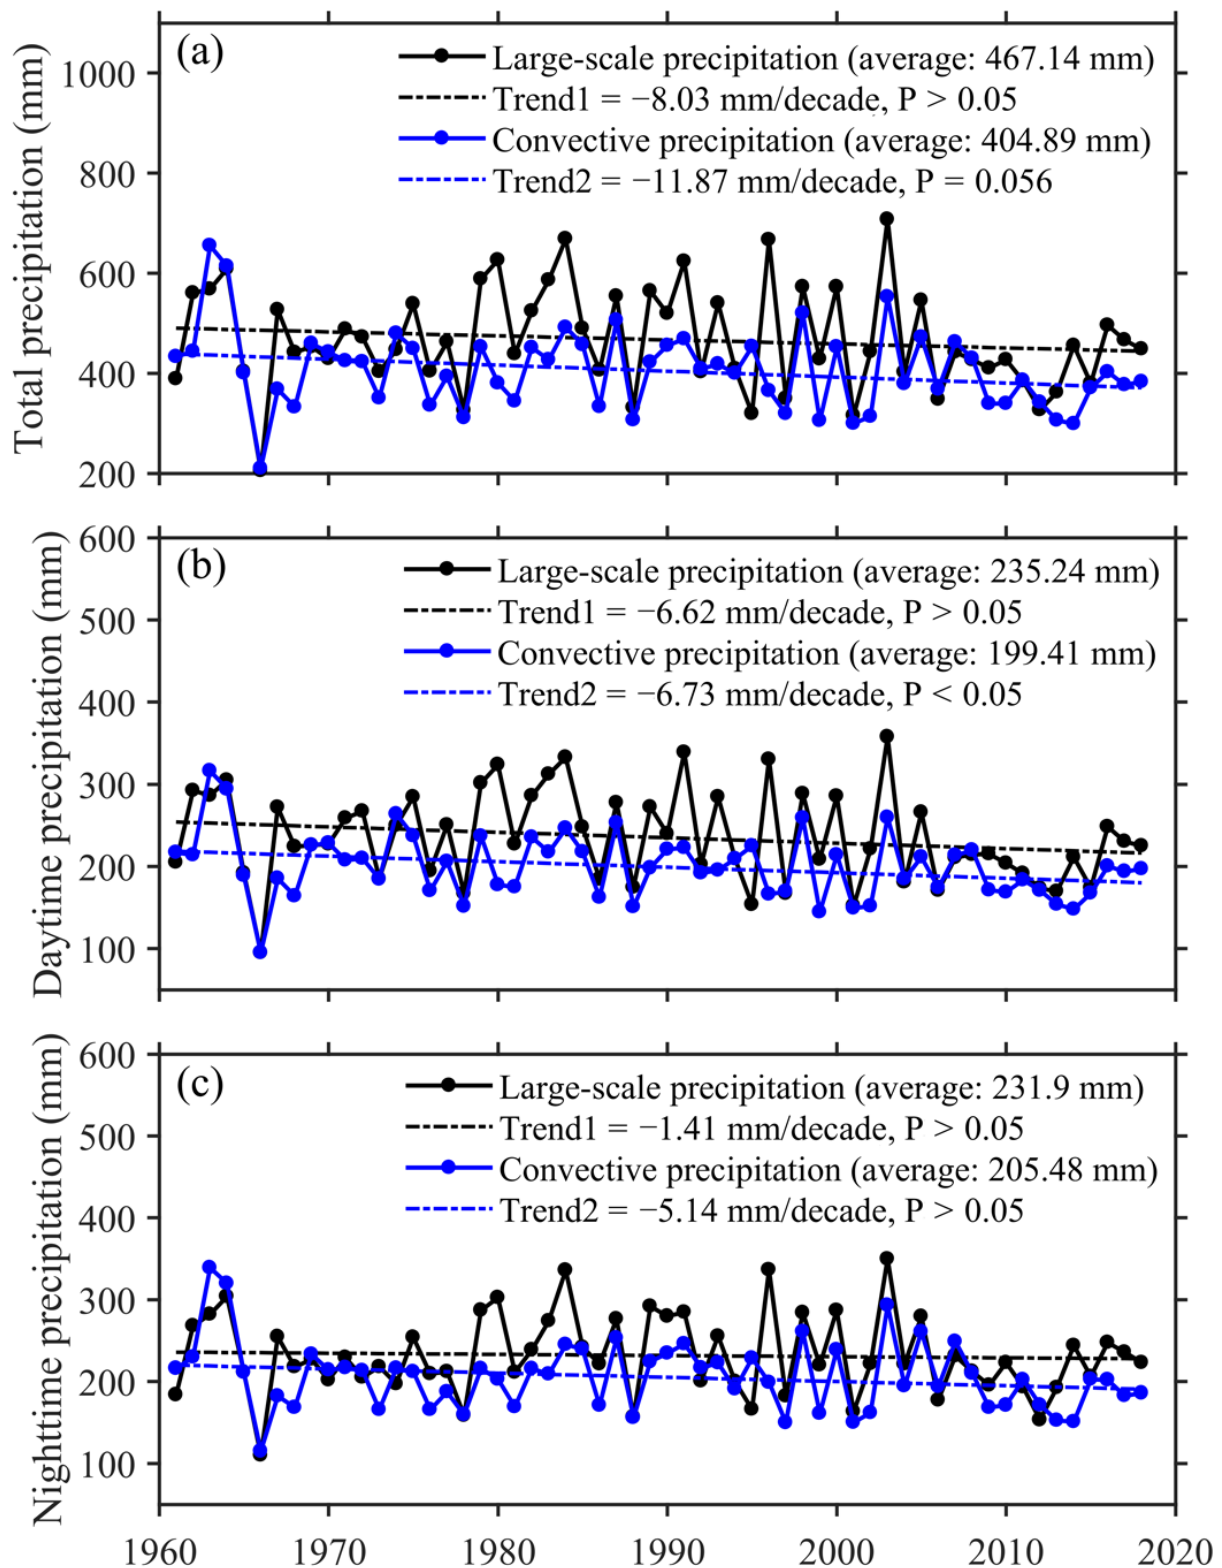 (a)
Large-scale precipitation (average: 467.14 mm)
Trend1 = −8.03 mm/decade, P > 0.05
Convective precipitation (average: 404.89 mm)
Trend2 = −11.87 mm/decade, P = 0.056
Total precipitation (mm)
1000
800
600
400
200
(b)
Large-scale precipitation (average: 235.24 mm)
Trend1 = −6.62 mm/decade, P > 0.05
Convective precipitation (average: 199.41 mm)
Trend2 = −6.73 mm/decade, P < 0.05
Daytime precipitation (mm)
600
500
400
300
200
100
(c)
Large-scale precipitation (average: 231.9 mm)
Trend1 = −1.41 mm/decade, P > 0.05
Convective precipitation (average: 205.48 mm)
Trend2 = −5.14 mm/decade, P > 0.05
Nighttime precipitation (mm)
600
500
400
300
200
100
1960 1970 1980 1990 2000 2010 2020